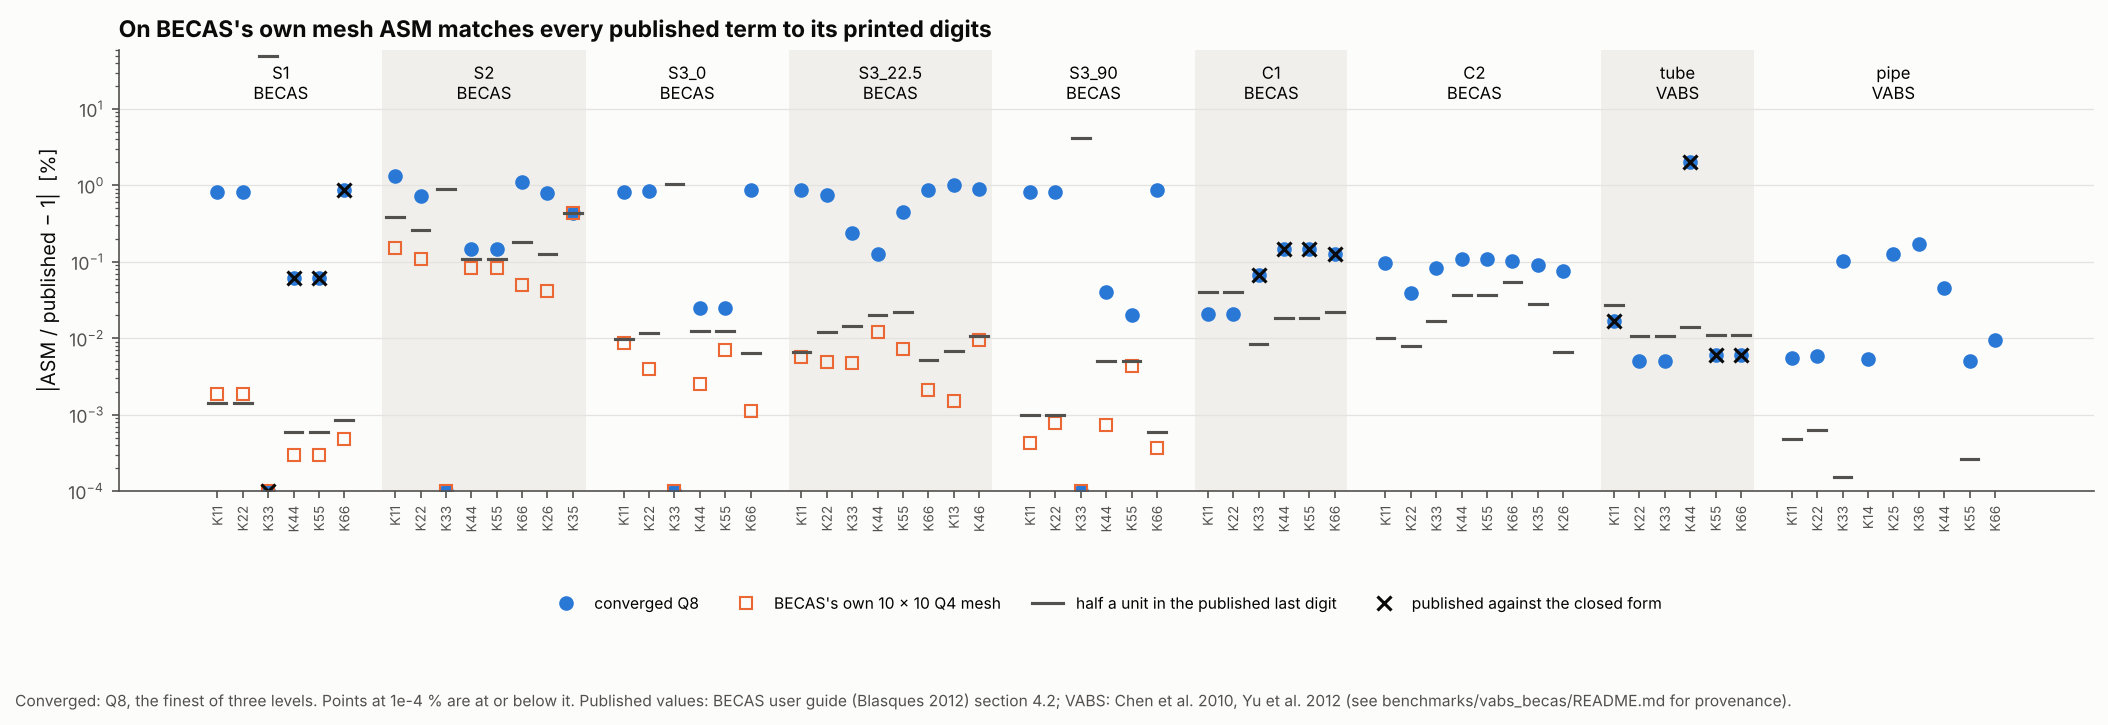 On BECAS's own mesh ASM matches every published term to its printed digits
|ASM / published − 1| [%]
10¹
10⁰
10⁻¹
10⁻²
10⁻³
10⁻⁴
S1
BECAS
S2
BECAS
S3_0
BECAS
S3_22.5
BECAS
S3_90
BECAS
C1
BECAS
C2
BECAS
tube
VABS
pipe
VABS
K11 K22 K33 K44 K55 K66
K11 K22 K33 K44 K55 K66 K26 K35
K11 K22 K33 K44 K55 K66
K11 K22 K33 K44 K55 K66 K13 K46
K11 K22 K33 K44 K55 K66
K11 K22 K33 K44 K55 K66
K11 K22 K33 K44 K55 K66 K35 K26
K11 K22 K33 K44 K55 K66
K11 K22 K33 K14 K25 K36 K44 K55 K66
converged Q8
BECAS's own 10 × 10 Q4 mesh
half a unit in the published last digit
published against the closed form
Converged: Q8, the finest of three levels. Points at 1e-4 % are at or below it. Published values: BECAS user guide (Blasques 2012) section 4.2; VABS: Chen et al. 2010, Yu et al. 2012 (see benchmarks/vabs_becas/README.md for provenance).